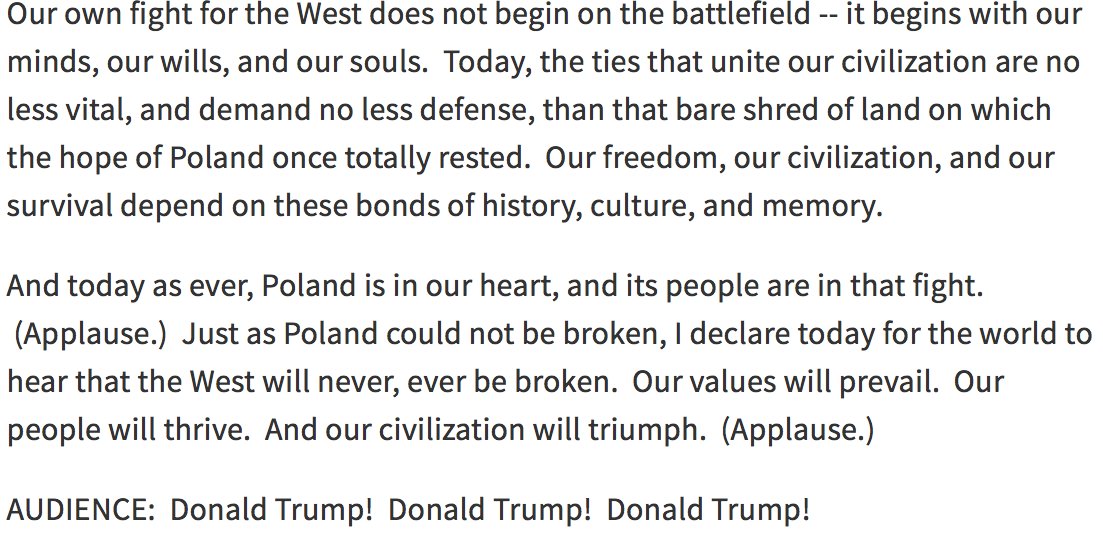 Our own fight for the West does not begin on the battlefield -- it begins with our
minds, our wills, and our souls.  Today, the ties that unite our civilization are no
less vital, and demand no less defense, than that bare shred of land on which
the hope of Poland once totally rested.  Our freedom, our civilization, and our
survival depend on these bonds of history, culture, and memory.
And today as ever, Poland is in our heart, and its people are in that fight.
(Applause.)  Just as Poland could not be broken, I declare today for the world to
hear that the West will never, ever be broken.  Our values will prevail.  Our
people will thrive.  And our civilization will triumph.  (Applause.)
AUDIENCE:  Donald Trump!  Donald Trump!  Donald Trump!